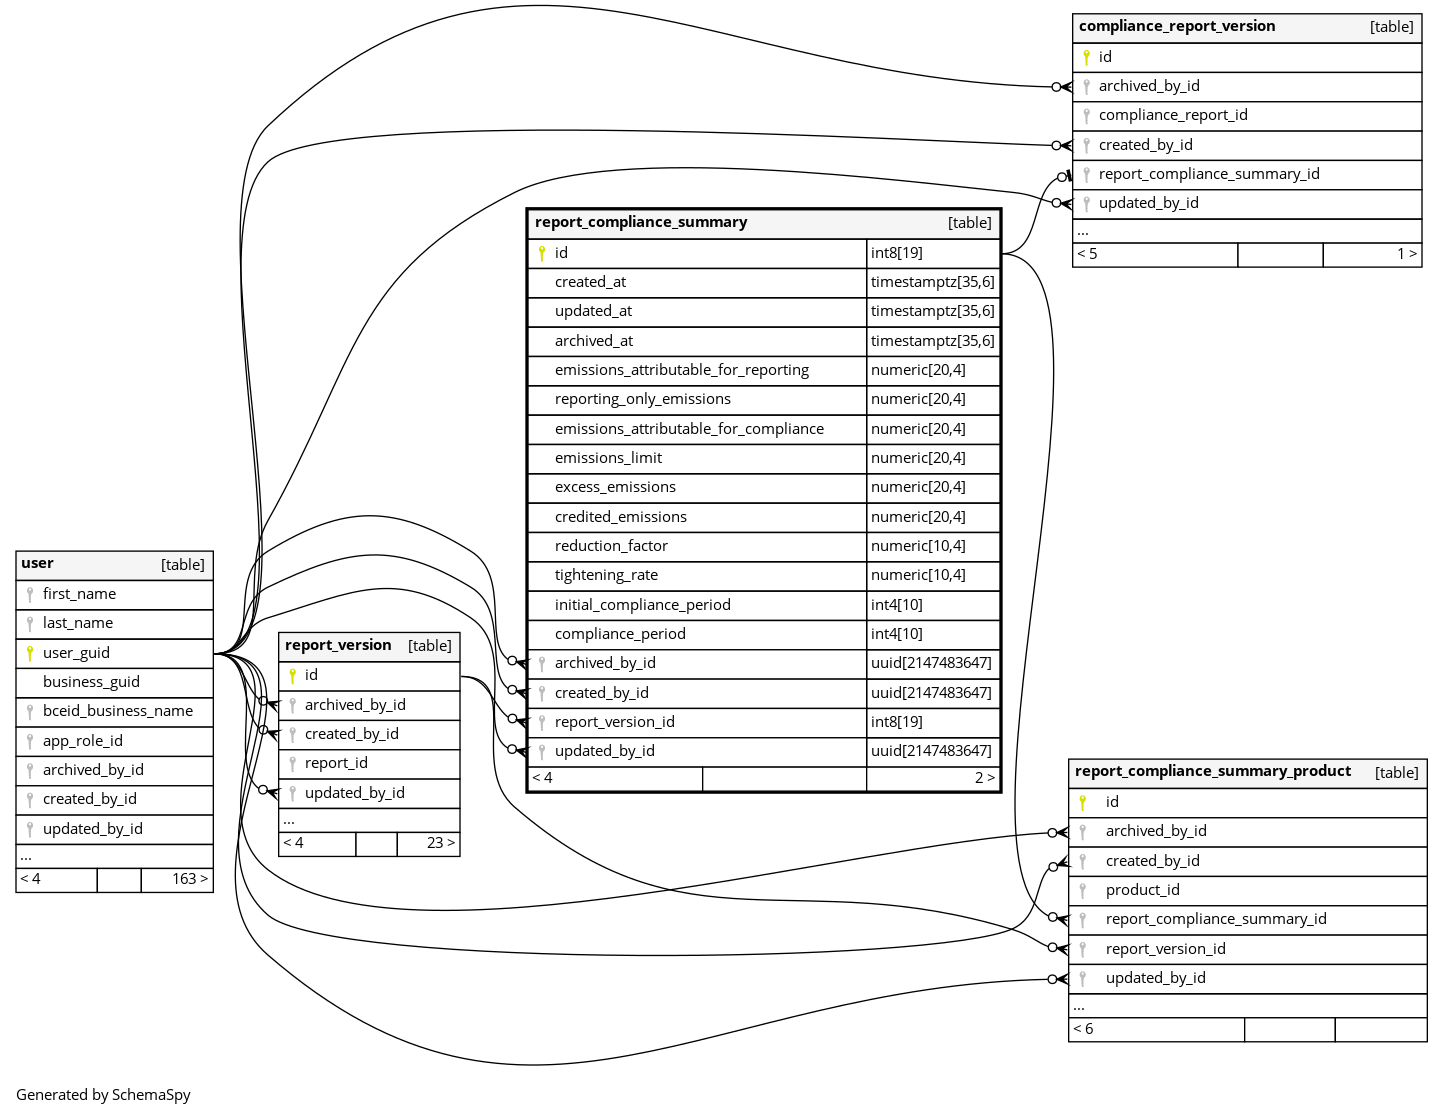 compliance_report_version [table]
id
archived_by_id
compliance_report_id
created_by_id
report_compliance_summary_id
updated_by_id
...
< 5 1 >
report_compliance_summary [table]
id int8[19]
created_at timestamptz[35,6]
updated_at timestamptz[35,6]
archived_at timestamptz[35,6]
emissions_attributable_for_reporting numeric[20,4]
reporting_only_emissions numeric[20,4]
emissions_attributable_for_compliance numeric[20,4]
emissions_limit numeric[20,4]
excess_emissions numeric[20,4]
credited_emissions numeric[20,4]
reduction_factor numeric[10,4]
tightening_rate numeric[10,4]
initial_compliance_period int4[10]
compliance_period int4[10]
archived_by_id uuid[2147483647]
created_by_id uuid[2147483647]
report_version_id int8[19]
updated_by_id uuid[2147483647]
< 4 2 >
user [table]
first_name
last_name
user_guid
business_guid
bceid_business_name
app_role_id
archived_by_id
created_by_id
updated_by_id
...
< 4 163 >
report_version [table]
id
archived_by_id
created_by_id
report_id
updated_by_id
...
< 4 23 >
report_compliance_summary_product [table]
id
archived_by_id
created_by_id
product_id
report_compliance_summary_id
report_version_id
updated_by_id
...
< 6
Generated by SchemaSpy